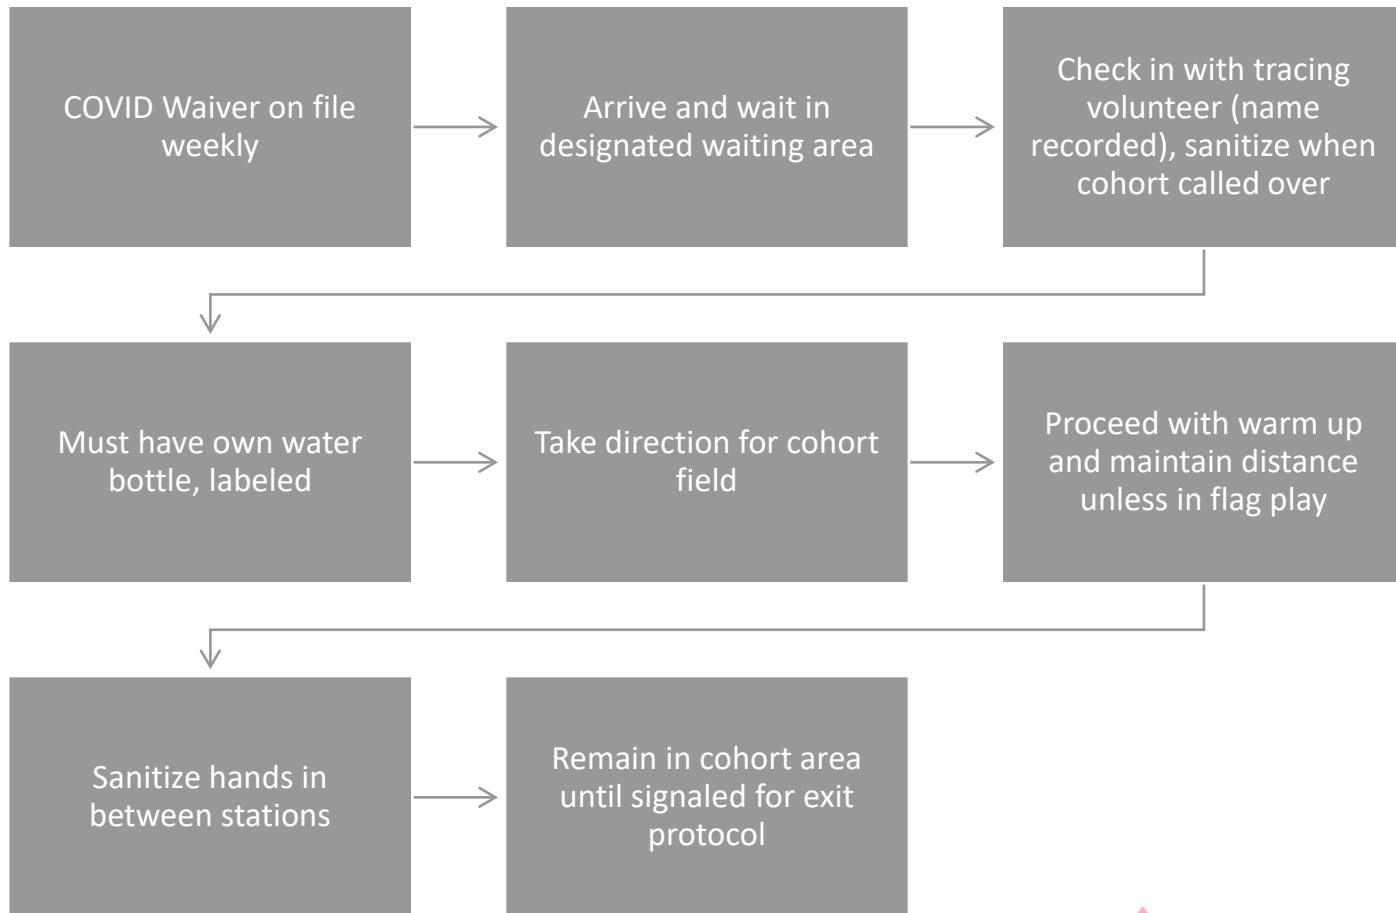 COVID Waiver on file
weekly
Arrive and wait in
designated waiting area
Check in with tracing
volunteer (name
recorded), sanitize when
cohort called over
Must have own water
bottle, labeled
Take direction for cohort
field
Proceed with warm up
and maintain distance
unless in flag play
Sanitize hands in
between stations
Remain in cohort area
until signaled for exit
protocol